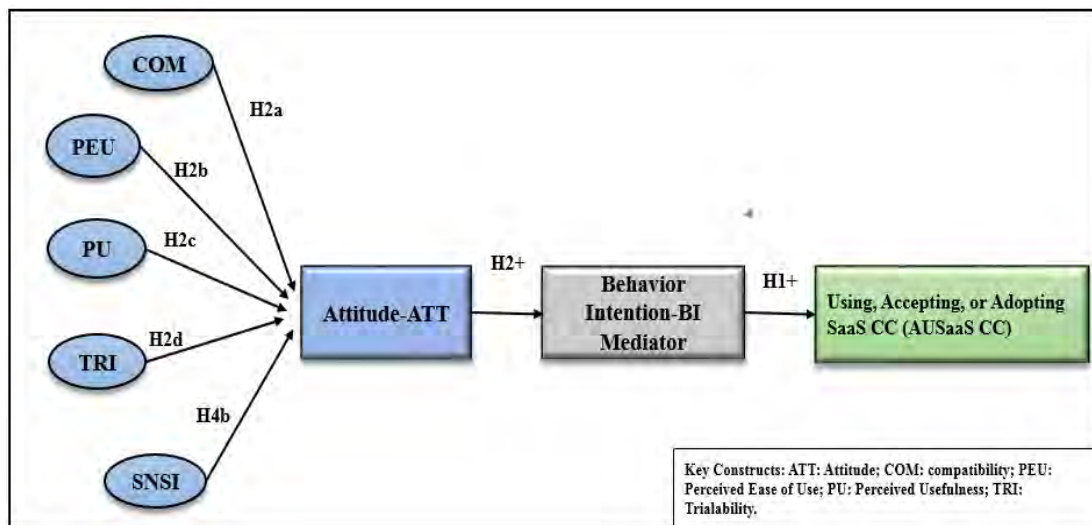 COM
H2a
PEU
H2b
PU
H2c
TRI
H2d
SNSI
H4b
Attitude-ATT
H2+
Behavior
Intention-BI
Mediator
H1+
Using, Accepting, or Adopting
SaaS CC (AUSaaS CC)
Key Constructs: ATT: Attitude; COM: compatibility; PEU:
Perceived Ease of Use; PU: Perceived Usefulness; TRI:
Trialability.